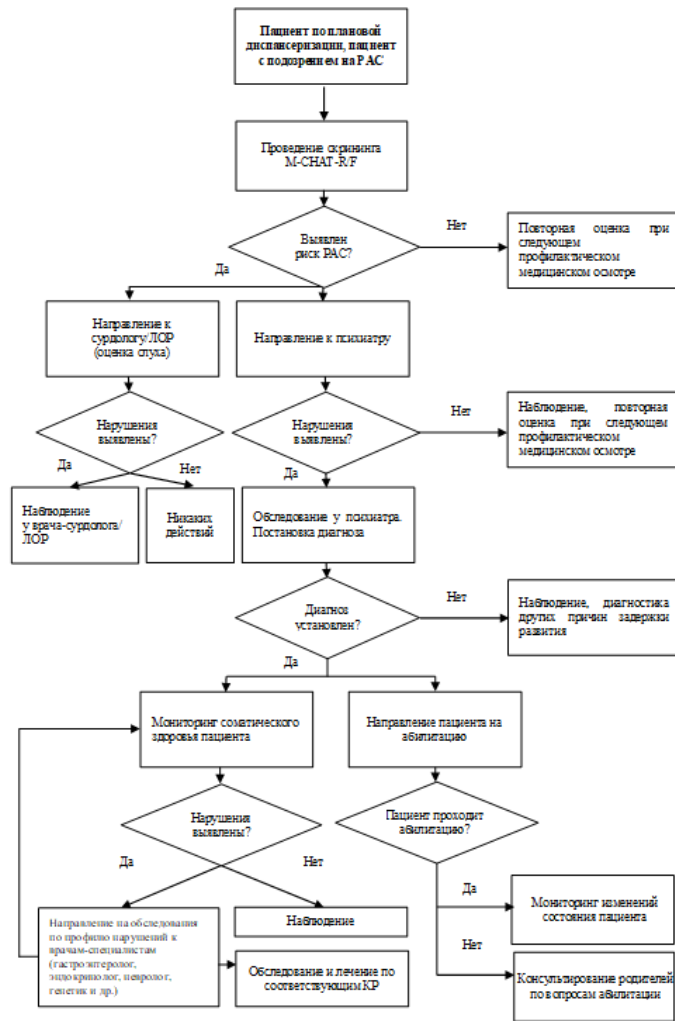 Пациент по плановой
диспансеризации, пациент
с подозрением на РАС
Проведение скрининга
M-CHAT-R/F
Выявлен
риск РАС?
Нет
Повторная оценка при
следующем
профилактическом
медицинском осмотре
Да
Направление к
сурдологу/ЛОР
(оценка слуха)
Направление к психиатру
Нарушения
выявлены?
Нарушения
выявлены?
Нет
Наблюдение, повторная
оценка при следующем
профилактическом
медицинском осмотре
Да
Нет
Да
Наблюдение
у врача-сурдолога/
ЛОР
Никаких
действий
Обследование у психиатра.
Постановка диагноза
Диагноз
установлен?
Нет
Наблюдение, диагностика
других причин задержки
развития
Да
Мониторинг соматического
здоровья пациента
Направление пациента на
абилитацию
Нарушения
выявлены?
Пациент проходит
абилитацию?
Да
Нет
Да
Мониторинг изменений
состояния пациента
Направление на обследования
по профилю нарушений к
врачам-специалистам
(гастроэнтеролог,
эндокринолог, невролог,
генетик и др.)
Наблюдение
Обследование и лечение по
соответствующим КР
Нет
Консультирование родителей
по вопросам абилитации